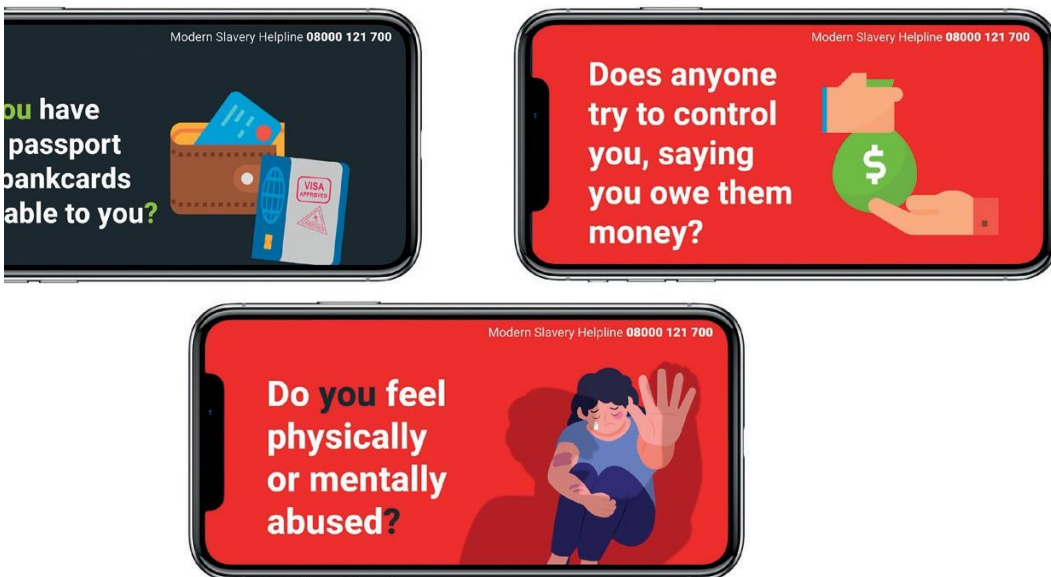 Modern Slavery Helpline 08000 121 700
ou have
passport
bankcards
able to you?
VISA
APPROVED
Modern Slavery Helpline 08000 121 700
Does anyone
try to control
you, saying
you owe them
money?
$
Modern Slavery Helpline 08000 121 700
Do you feel
physically
or mentally
abused?